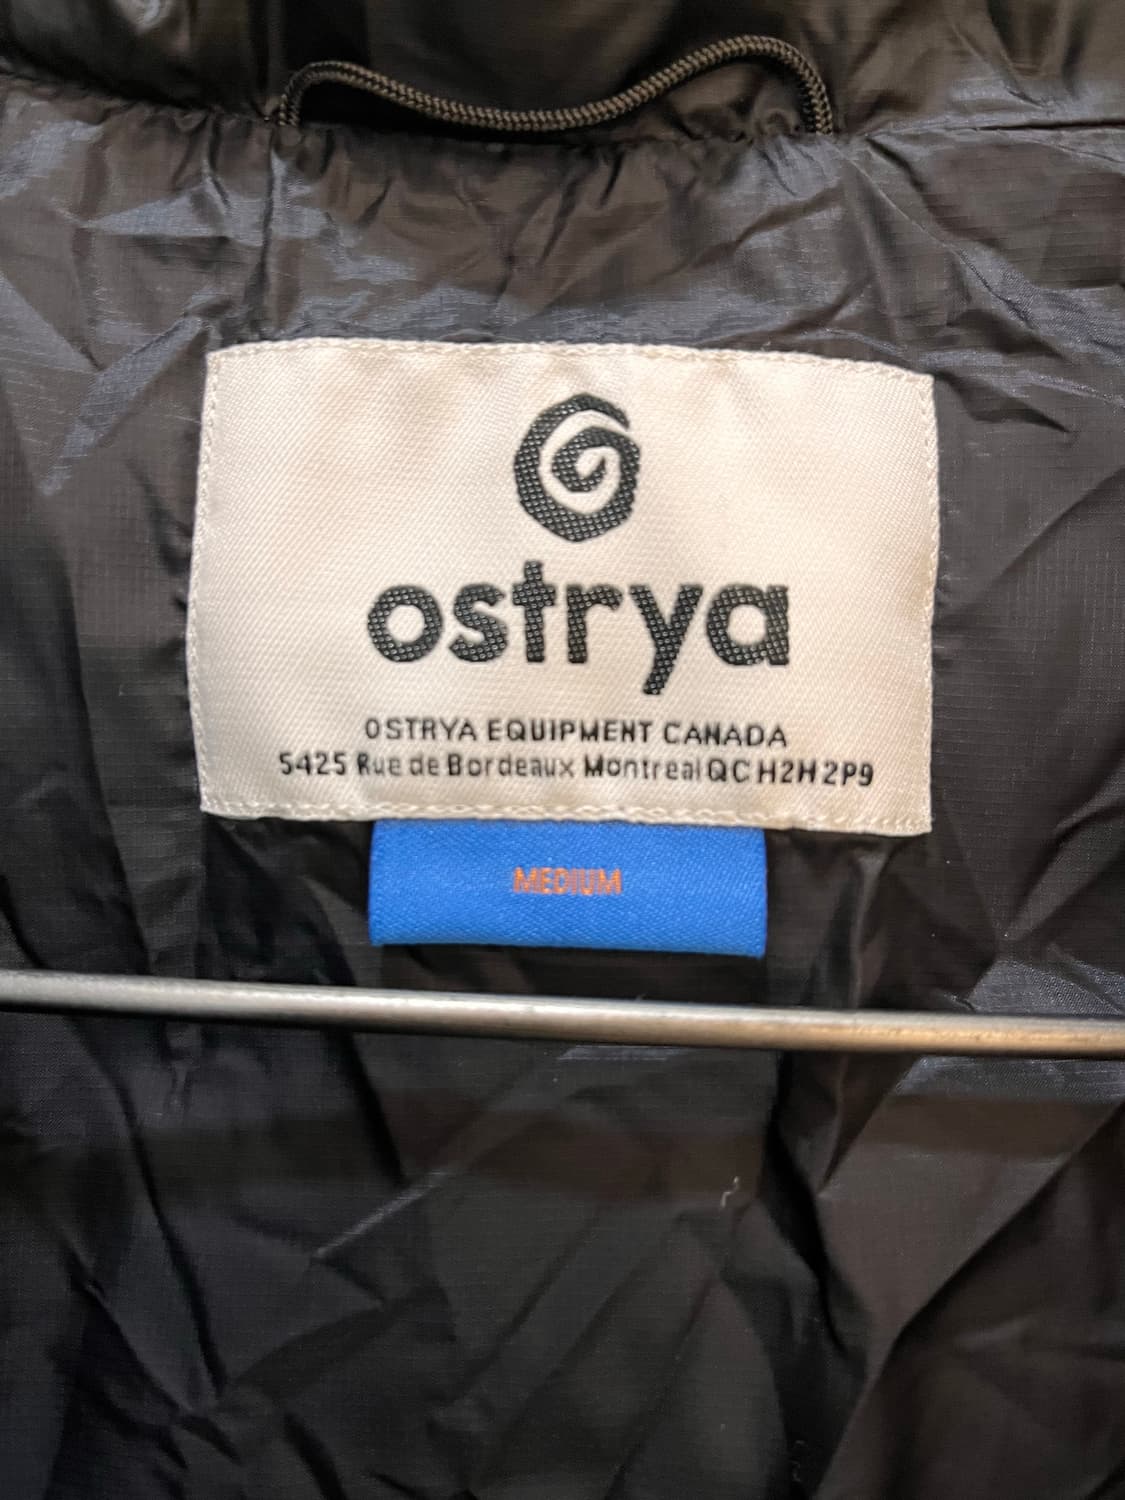 ostrya
OSTRYA EQUIPMENT CANADA
5425 Rue de Bordeaux Montreal QC H2H 2P9
MEDIUM